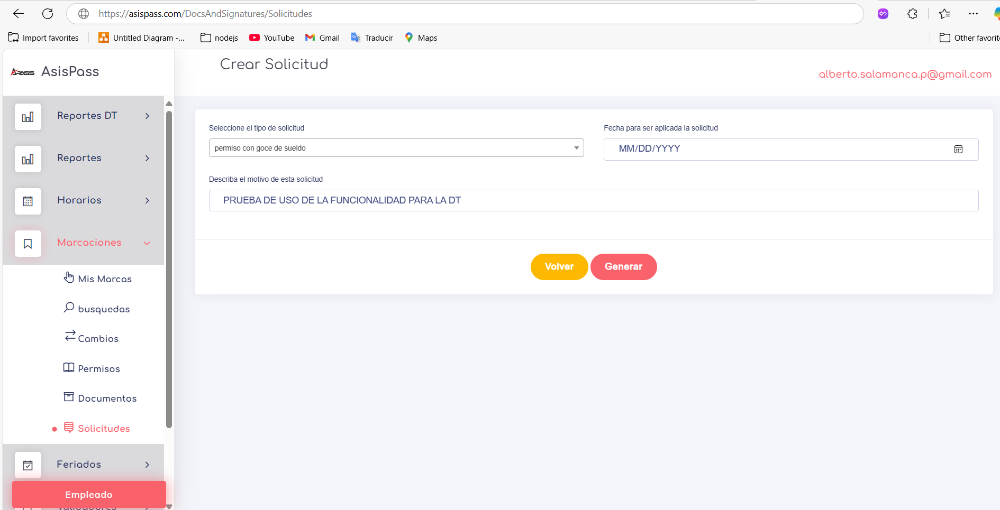 https://asispass.com/DocsAndSignatures/Solicitudes
Import favorites
Untitled Diagram -...
nodejs
YouTube
Gmail
Traducir
Maps
Other favorit
APASS AsisPass
Crear Solicitud
alberto.salamanca.p@gmail.com
Reportes DT
Reportes
Horarios
Marcaciones
Mis Marcas
busquedas
Cambios
Permisos
Documentos
Solicitudes
Feriados
Empleado
Validadores
Seleccione el tipo de solicitud
permiso con goce de sueldo
Fecha para ser aplicada la solicitud
MM/DD/YYYY
Describa el motivo de esta solicitud
PRUEBA DE USO DE LA FUNCIONALIDAD PARA LA DT
Volver
Generar